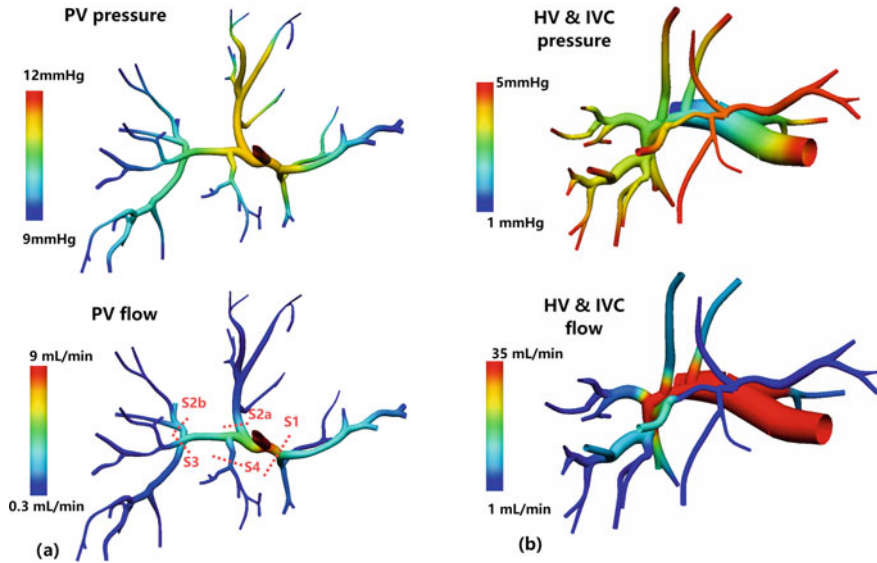 PV pressure
12mmHg
9mmHg
PV flow
9 mL/min
0.3 mL/min
S2b
S2a
S1
S3
S4
(a)
HV & IVC
pressure
5mmHg
1 mmHg
HV & IVC
flow
35 mL/min
1 mL/min
(b)